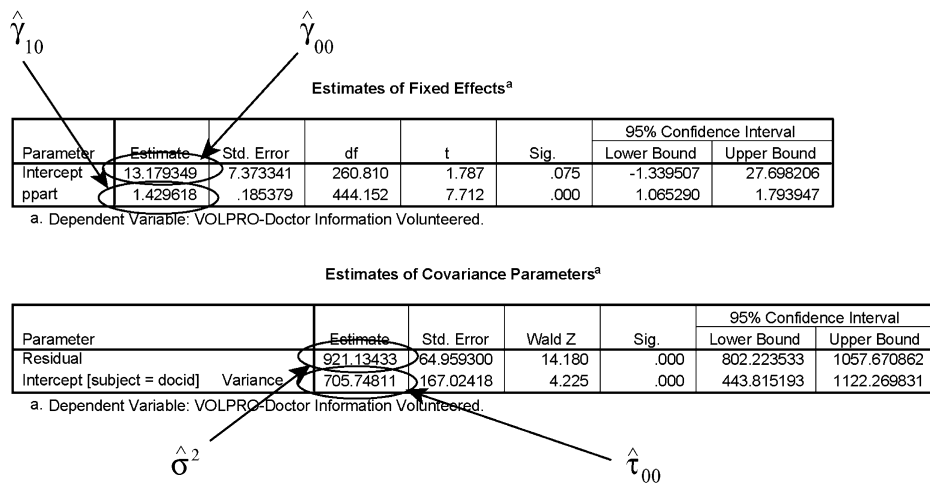 γ̂₁₀ γ̂₀₀
Estimates of Fixed Effectsᵃ
95% Confidence Interval
Parameter Estimate Std. Error df t Sig. Lower Bound Upper Bound
Intercept 13.179349 7.373341 260.810 1.787 .075 -1.339507 27.698206
ppart 1.429618 .185379 444.152 7.712 .000 1.065290 1.793947
a. Dependent Variable: VOLPRO-Doctor Information Volunteered.
Estimates of Covariance Parametersᵃ
95% Confidence Interval
Parameter Estimate Std. Error Wald Z Sig. Lower Bound Upper Bound
Residual 921.13433 64.959300 14.180 .000 802.223533 1057.670862
Intercept [subject = docid] Variance 705.74811 167.02418 4.225 .000 443.815193 1122.269831
a. Dependent Variable: VOLPRO-Doctor Information Volunteered.
σ̂² τ̂₀₀